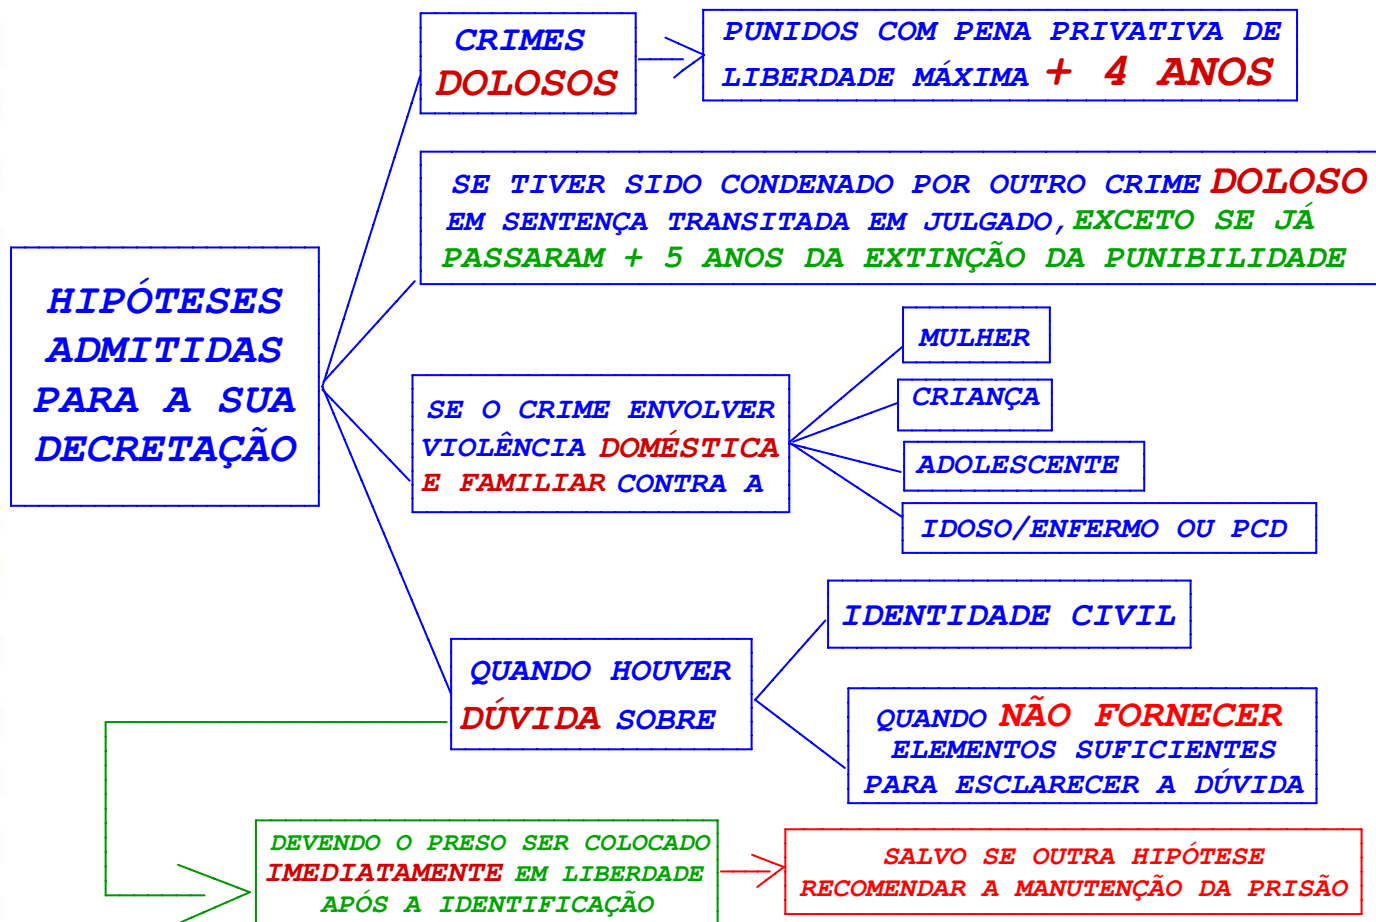 HIPÓTESES
ADMITIDAS
PARA A SUA
DECRETAÇÃO
CRIMES
DOLOSOS
PUNIDOS COM PENA PRIVATIVA DE
LIBERDADE MÁXIMA + 4 ANOS
SE TIVER SIDO CONDENADO POR OUTRO CRIME DOLOSO
EM SENTENÇA TRANSITADA EM JULGADO, EXCETO SE JÁ
PASSARAM + 5 ANOS DA EXTINÇÃO DA PUNIBILIDADE
SE O CRIME ENVOLVER
VIOLÊNCIA DOMÉSTICA
E FAMILIAR CONTRA A
MULHER
CRIANÇA
ADOLESCENTE
IDOSO/ENFERMO OU PCD
QUANDO HOUVER
DÚVIDA SOBRE
IDENTIDADE CIVIL
QUANDO NÃO FORNECER
ELEMENTOS SUFICIENTES
PARA ESCLARECER A DÚVIDA
DEVENDO O PRESO SER COLOCADO
IMEDIATAMENTE EM LIBERDADE
APÓS A IDENTIFICAÇÃO
SALVO SE OUTRA HIPÓTESE
RECOMENDAR A MANUTENÇÃO DA PRISÃO